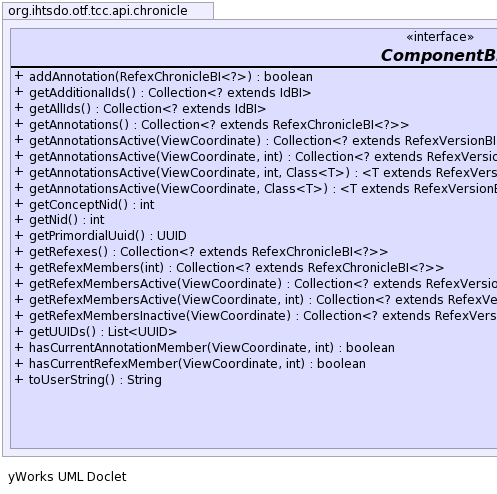 org.ihtsdo.otf.tcc.api.chronicle
«interface»
ComponentB
+ addAnnotation(RefexChronicleBI<?>) : boolean
+ getAdditionalIds() : Collection<? extends IdBI>
+ getAllIds() : Collection<? extends IdBI>
+ getAnnotations() : Collection<? extends RefexChronicleBI<?>>
+ getAnnotationsActive(ViewCoordinate) : Collection<? extends RefexVersionBI
+ getAnnotationsActive(ViewCoordinate, int) : Collection<? extends RefexVersio
+ getAnnotationsActive(ViewCoordinate, int, Class<T>) : <T extends RefexVers
+ getAnnotationsActive(ViewCoordinate, Class<T>) : <T extends RefexVersionB
+ getConceptNid() : int
+ getNid() : int
+ getPrimordialUuid() : UUID
+ getRefexes() : Collection<? extends RefexChronicleBI<?>>
+ getRefexMembers(int) : Collection<? extends RefexChronicleBI<?>>
+ getRefexMembersActive(ViewCoordinate) : Collection<? extends RefexVersio
+ getRefexMembersActive(ViewCoordinate, int) : Collection<? extends RefexVe
+ getRefexMembersInactive(ViewCoordinate) : Collection<? extends RefexVers
+ getUUIDs() : List<UUID>
+ hasCurrentAnnotationMember(ViewCoordinate, int) : boolean
+ hasCurrentRefexMember(ViewCoordinate, int) : boolean
+ toUserString() : String
yWorks UML Doclet